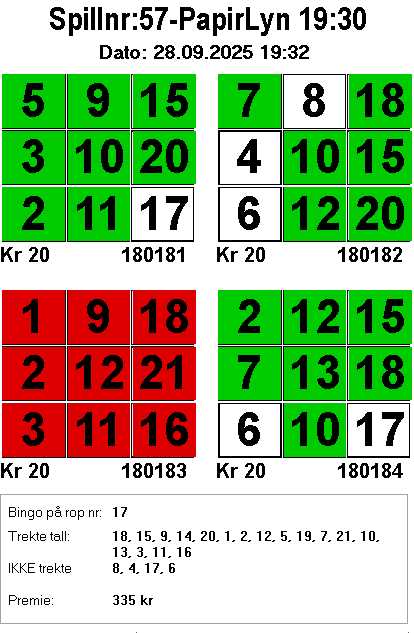 Spillnr:57-PapirLyn 19:30
Dato: 28.09.2025 19:32
5 9 15 7 8 18
3 10 20 4 10 15
2 11 17 6 12 20
Kr 20 180181 Kr 20 180182
1 9 18 2 12 15
2 12 21 7 13 18
3 11 16 6 10 17
Kr 20 180183 Kr 20 180184
Bingo på rop nr: 17
Trekte tall: 18, 15, 9, 14, 20, 1, 2, 12, 5, 19, 7, 21, 10,
13, 3, 11, 16
IKKE trekte 8, 4, 17, 6
Premie: 335 kr